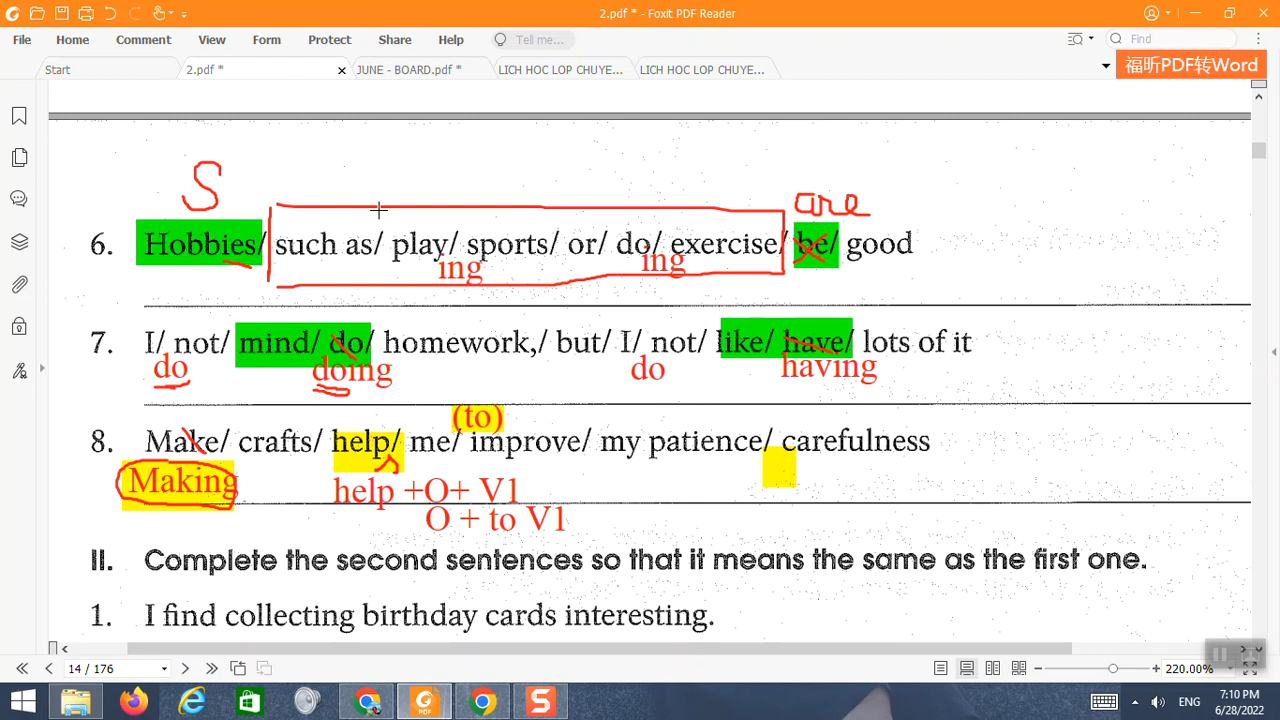 2.pdf * - Foxit PDF Reader
File Home Comment View Form Protect Share Help Tell me... Find
Start 2.pdf * JUNE - BOARD.pdf * LICH HOC LOP CHUYE... LICH HOC LOP CHUYE... 福昕PDF转Word
S
are
6. Hobbies/ such as/ play/ sports/ or/ do/ exercise/ be/ good
ing ing
7. I/ not/ mind/ do/ homework,/ but/ I/ not/ like/ have/ lots of it
do doing do having
(to)
8. Make/ crafts/ help/ me/ improve/ my patience/ carefulness
s
Making help +O+ V1
O + to V1
II. Complete the second sentences so that it means the same as the first one.
1. I find collecting birthday cards interesting.
14 / 176 220.00%
ENG 7:10 PM
6/28/2022